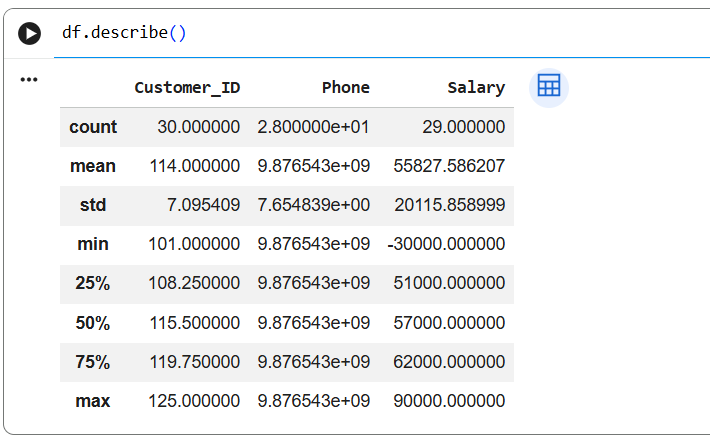 df.describe()
Customer_ID Phone Salary
count 30.000000 2.800000e+01 29.000000
mean 114.000000 9.876543e+09 55827.586207
std 7.095409 7.654839e+00 20115.858999
min 101.000000 9.876543e+09 -30000.000000
25% 108.250000 9.876543e+09 51000.000000
50% 115.500000 9.876543e+09 57000.000000
75% 119.750000 9.876543e+09 62000.000000
max 125.000000 9.876543e+09 90000.000000